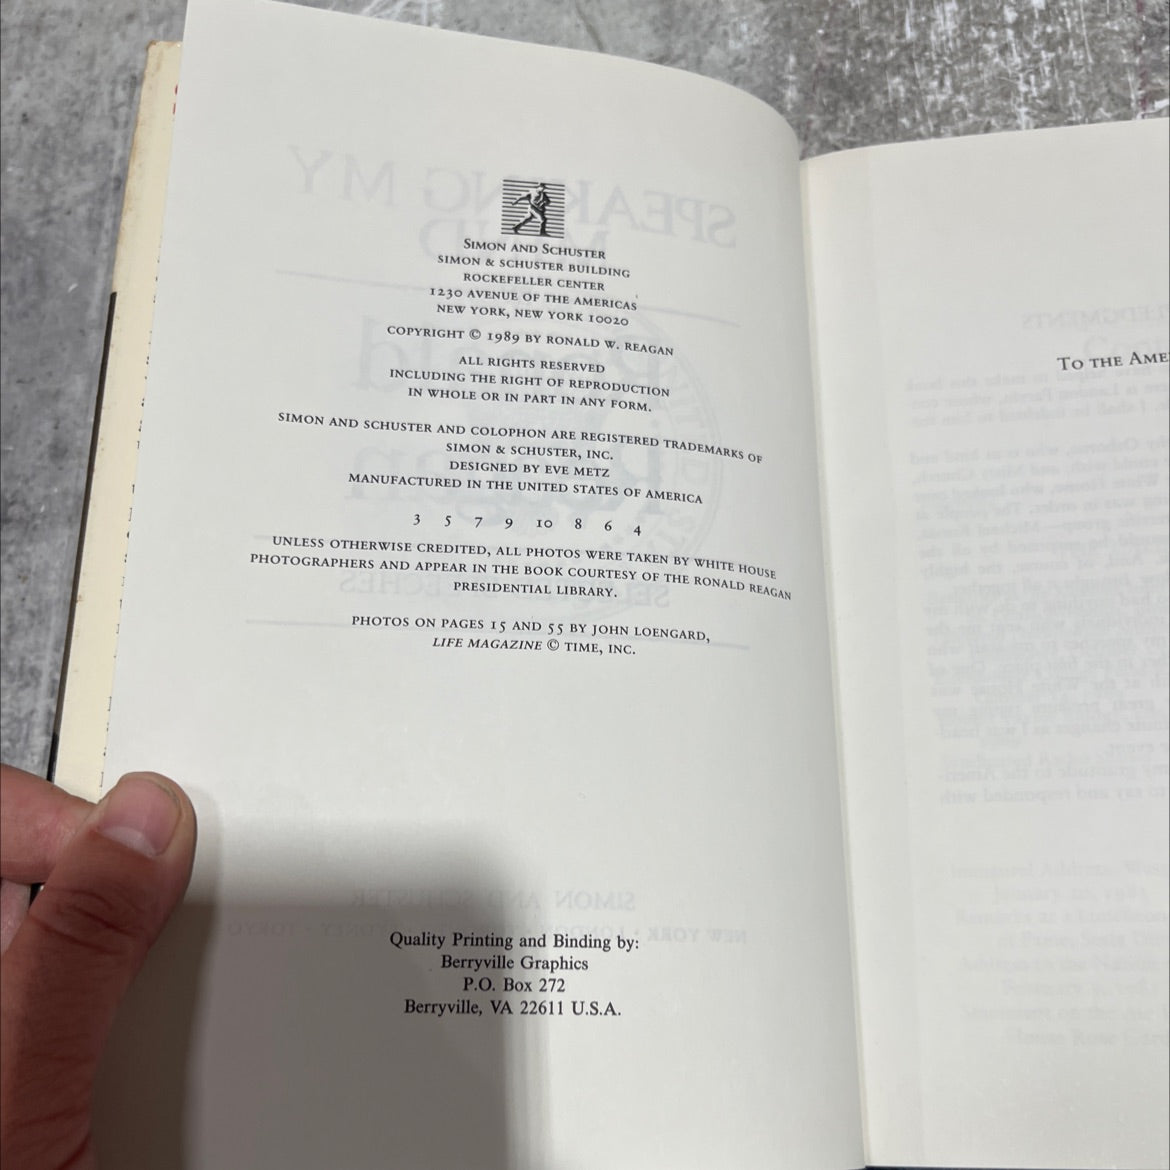 SIMON AND SCHUSTER
SIMON & SCHUSTER BUILDING
ROCKEFELLER CENTER
1230 AVENUE OF THE AMERICAS
NEW YORK, NEW YORK 10020
COPYRIGHT © 1989 BY RONALD W. REAGAN
ALL RIGHTS RESERVED
INCLUDING THE RIGHT OF REPRODUCTION
IN WHOLE OR IN PART IN ANY FORM.
SIMON AND SCHUSTER AND COLOPHON ARE REGISTERED TRADEMARKS OF
SIMON & SCHUSTER, INC.
DESIGNED BY EVE METZ
MANUFACTURED IN THE UNITED STATES OF AMERICA
3 5 7 9 10 8 6 4
UNLESS OTHERWISE CREDITED, ALL PHOTOS WERE TAKEN BY WHITE HOUSE
PHOTOGRAPHERS AND APPEAR IN THE BOOK COURTESY OF THE RONALD REAGAN
PRESIDENTIAL LIBRARY.
PHOTOS ON PAGES 15 AND 55 BY JOHN LOENGARD,
LIFE MAGAZINE © TIME, INC.
Quality Printing and Binding by:
Berryville Graphics
P.O. Box 272
Berryville, VA 22611 U.S.A.
TO THE AME